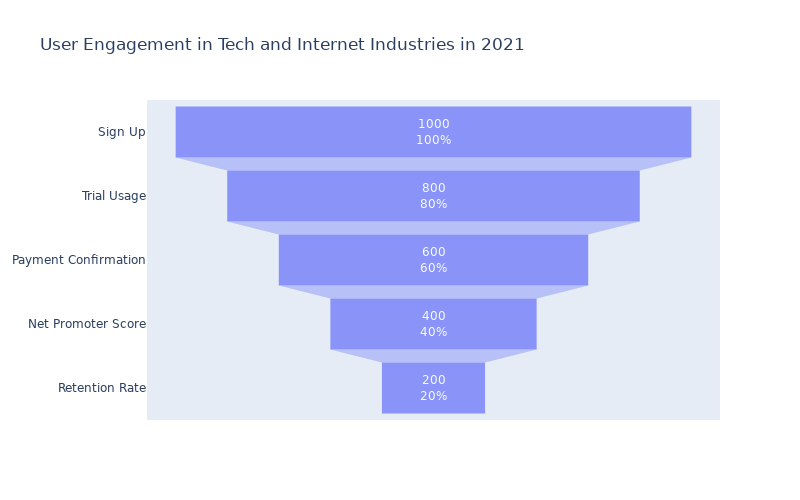 User Engagement in Tech and Internet Industries in 2021
Sign Up
1000
100%
Trial Usage
800
80%
Payment Confirmation
600
60%
Net Promoter Score
400
40%
Retention Rate
200
20%